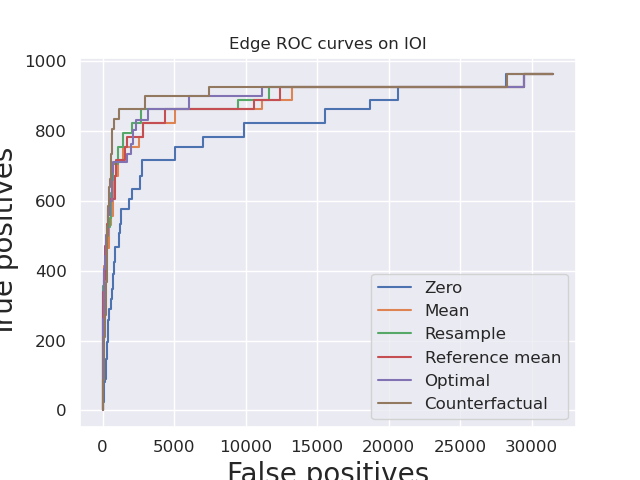 Edge ROC curves on IOI
1000
800
600
400
200
0
True positives
0 5000 10000 15000 20000 25000 30000
False positives
Zero
Mean
Resample
Reference mean
Optimal
Counterfactual